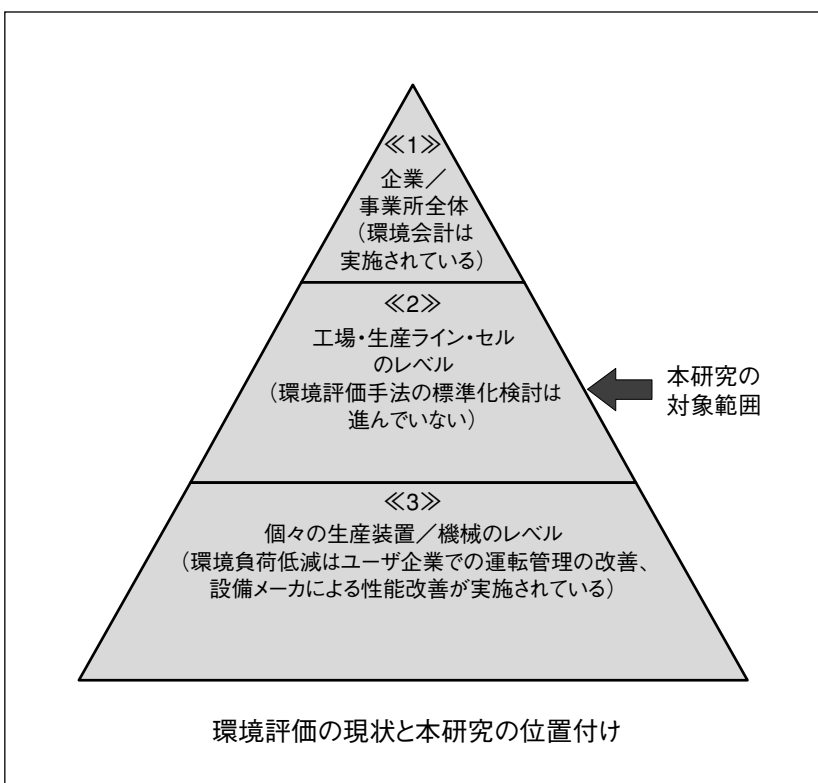 ≪1≫
企業／
事業所全体
（環境会計は
実施されている）
≪2≫
工場・生産ライン・セル
のレベル
（環境評価手法の標準化検討は
進んでいない）
本研究の
対象範囲
≪3≫
個々の生産装置／機械のレベル
（環境負荷低減はユーザ企業での運転管理の改善、
設備メーカによる性能改善が実施されている）
環境評価の現状と本研究の位置付け